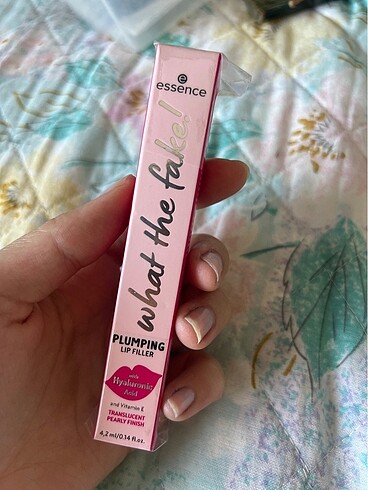 e
essence
what the fake!
PLUMPING
LIP FILLER
with
Hyaluronic
Acid
and Vitamin E
TRANSLUCENT
PEARLY FINISH
4,2 ml/0.14 fl.oz.